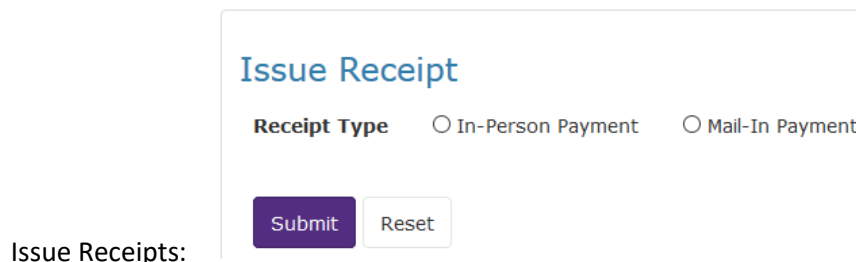 Issue Receipt
Receipt Type In-Person Payment Mail-In Payment
Submit Reset
Issue Receipts: